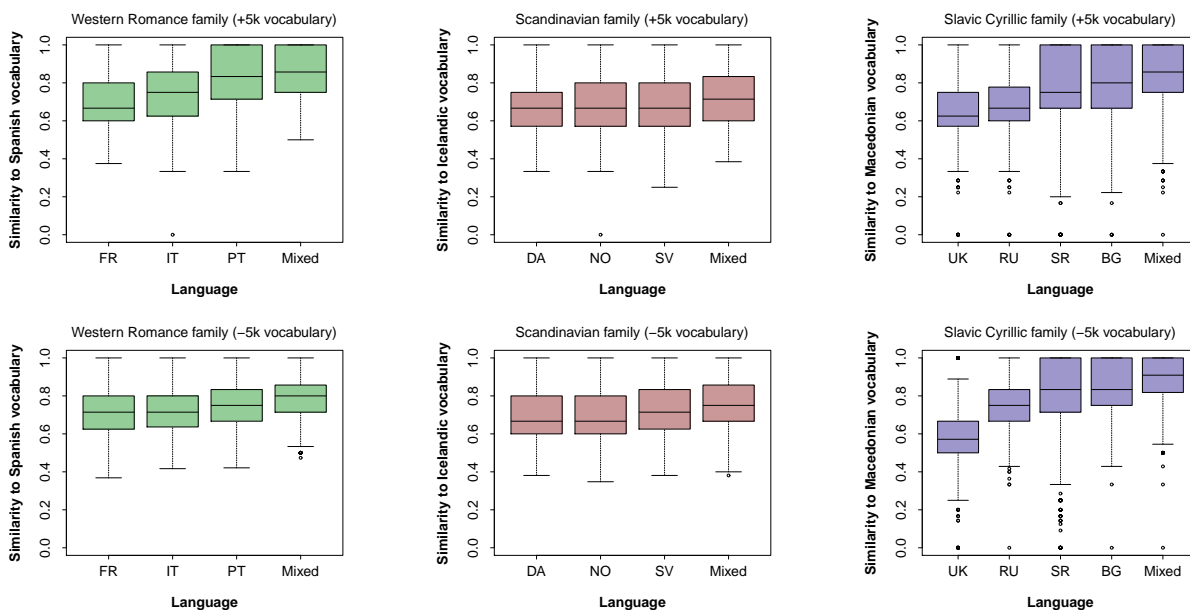 Western Romance family (+5k vocabulary)
Similarity to Spanish vocabulary
0.0 0.2 0.4 0.6 0.8 1.0
FR IT PT Mixed
Language
Scandinavian family (+5k vocabulary)
Similarity to Icelandic vocabulary
0.0 0.2 0.4 0.6 0.8 1.0
DA NO SV Mixed
Language
Slavic Cyrillic family (+5k vocabulary)
Similarity to Macedonian vocabulary
0.0 0.2 0.4 0.6 0.8 1.0
UK RU SR BG Mixed
Language
Western Romance family (−5k vocabulary)
Similarity to Spanish vocabulary
0.0 0.2 0.4 0.6 0.8 1.0
FR IT PT Mixed
Language
Scandinavian family (−5k vocabulary)
Similarity to Icelandic vocabulary
0.0 0.2 0.4 0.6 0.8 1.0
DA NO SV Mixed
Language
Slavic Cyrillic family (−5k vocabulary)
Similarity to Macedonian vocabulary
0.0 0.2 0.4 0.6 0.8 1.0
UK RU SR BG Mixed
Language